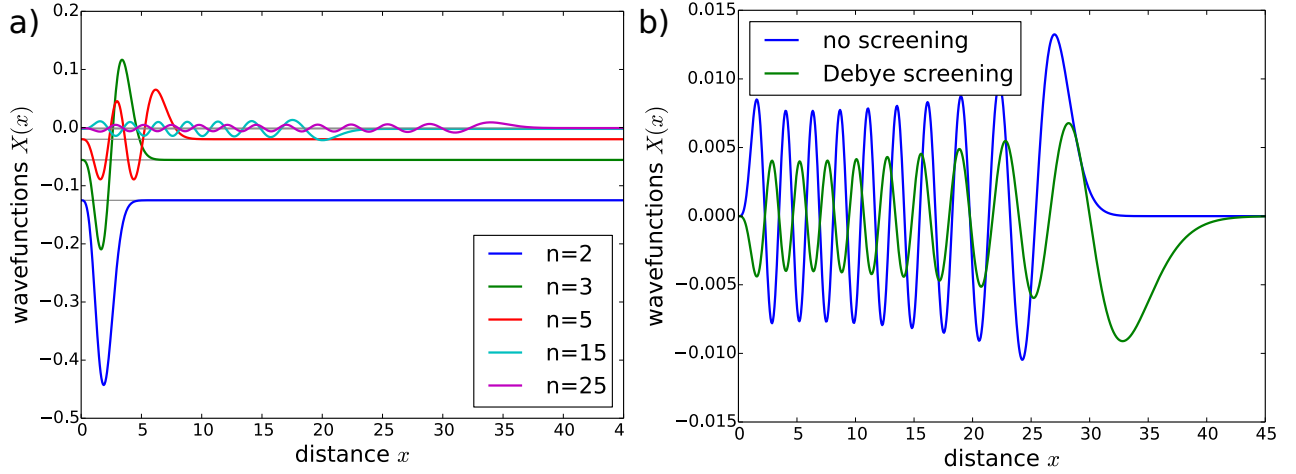 a)
wavefunctions X(x)
0.2
0.1
0.0
−0.1
−0.2
−0.3
−0.4
−0.5
n=2
n=3
n=5
n=15
n=25
0 5 10 15 20 25 30 35 40 4
distance x
b)
wavefunctions X(x)
0.015
0.010
0.005
0.000
−0.005
−0.010
−0.015
no screening
Debye screening
0 5 10 15 20 25 30 35 40 45
distance x